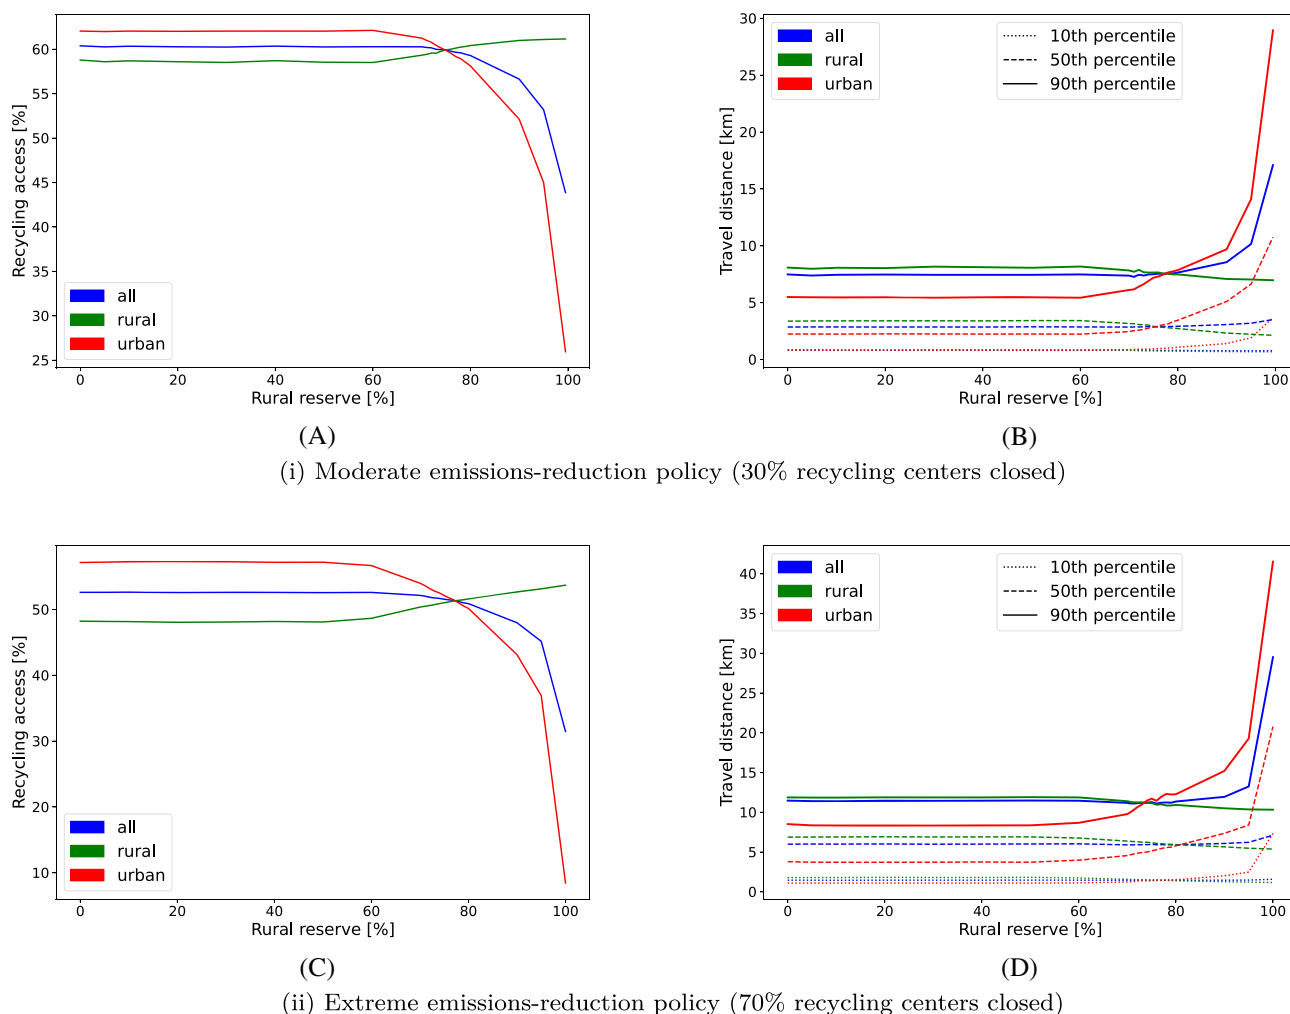 Recycling access [%]
60
55
50
45
40
35
30
25
all
rural
urban
0 20 40 60 80 100
Rural reserve [%]
(A)
Travel distance [km]
30
25
20
15
10
5
0
all
rural
urban
10th percentile
50th percentile
90th percentile
0 20 40 60 80 100
Rural reserve [%]
(B)
(i) Moderate emissions-reduction policy (30% recycling centers closed)
Recycling access [%]
50
40
30
20
10
all
rural
urban
0 20 40 60 80 100
Rural reserve [%]
(C)
Travel distance [km]
40
35
30
25
20
15
10
5
0
all
rural
urban
10th percentile
50th percentile
90th percentile
0 20 40 60 80 100
Rural reserve [%]
(D)
(ii) Extreme emissions-reduction policy (70% recycling centers closed)